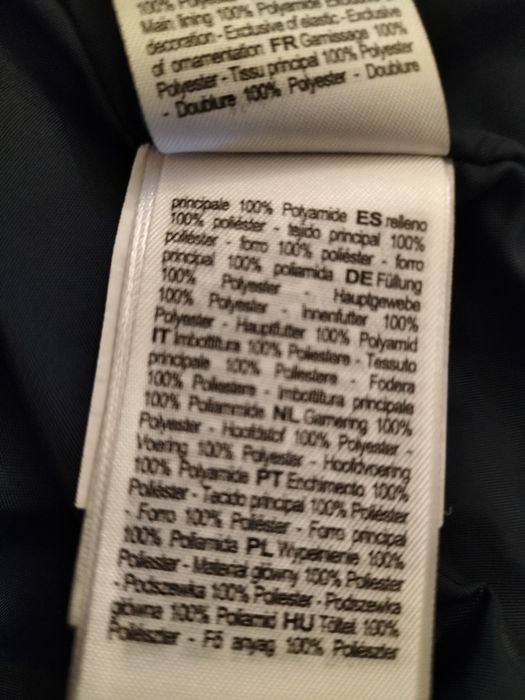 100% Polyester
Main lining 100% Polyamide Exclusive of
decoration - Exclusive of elastic - Exclusive
of ornamentation FR Garnissage 100%
Polyester - Tissu principal 100% Polyester
- Doublure 100% Polyester - Doublure
principale 100% Polyamide ES relleno
100% poliéster - tejido principal 100%
poliéster - forro 100% poliéster - forro
principal 100% poliamida DE Füllung
100% Polyester - Hauptgewebe
100% Polyester - Innenfutter 100%
Polyester - Hauptfutter 100% Polyamid
IT Imbottitura 100% Poliestere - Tessuto
principale 100% Poliestere - Fodera
100% Poliestere - Imbottitura principale
100% Poliammide NL Garnering 100%
Polyester - Hoofdstof 100% Polyester -
Voering 100% Polyester - Hoofdvoering
100% Polyamide PT Enchimento 100%
Poliéster - Tecido principal 100% Poliéster
- Forro 100% Poliéster - Forro principal
100% Poliamida PL Wypełnienie 100%
Poliester - Materiał główny 100% Poliester
- Podszewka 100% Poliester - Podszewka
główna 100% Poliamid HU Töltet 100%
Poliészter - Fő anyag 100% Poliészter